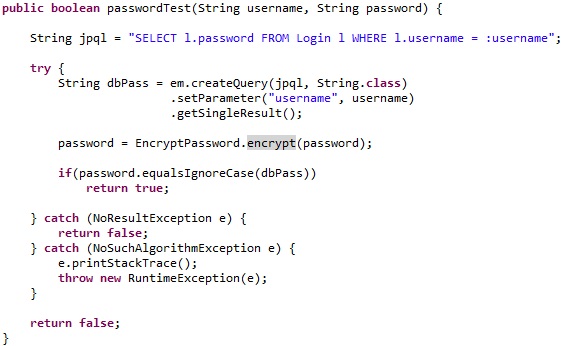 public boolean passwordTest(String username, String password) {
String jpql = "SELECT l.password FROM Login l WHERE l.username = :username";
try {
String dbPass = em.createQuery(jpql, String.class)
.setParameter("username", username)
.getSingleResult();
password = EncryptPassword.encrypt(password);
if(password.equalsIgnoreCase(dbPass))
return true;
} catch (NoResultException e) {
return false;
} catch (NoSuchAlgorithmException e) {
e.printStackTrace();
throw new RuntimeException(e);
}
return false;
}